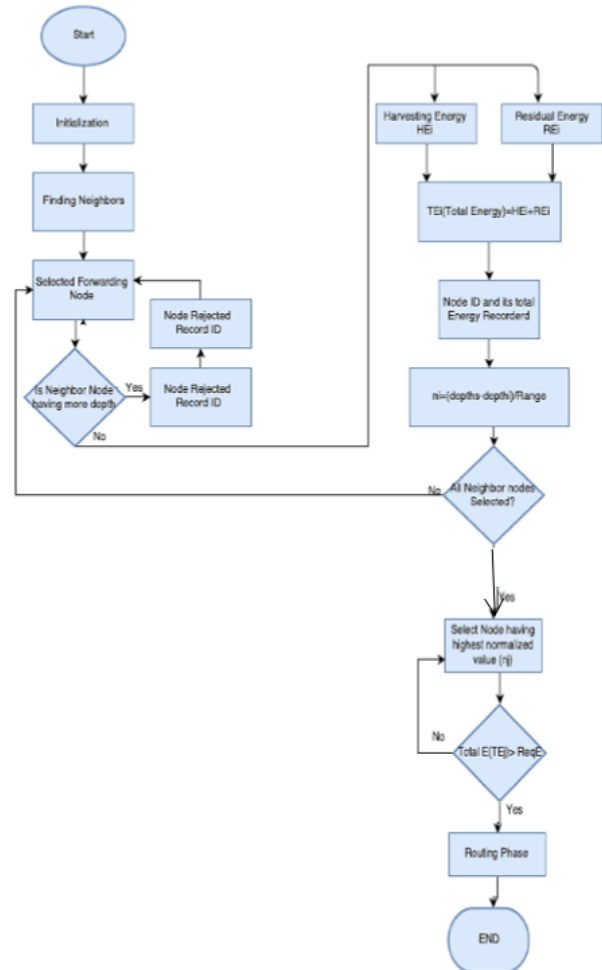 Start
Initialization
Finding Neighbors
Selected Forwarding
Node
Node Rejected
Record ID
Is Neighbor Node
having more depth
Yes
Node Rejected
Record ID
No
Harvesting Energy
HEi
Residual Energy
REi
TEi(Total Energy)=HEi+REi
Node ID and its total
Energy Recorderd
ni=(depths-depthi)/Range
All Neighbor nodes
Selected?
No
Yes
Select Node having
highest normalized
value (nj)
Total E(TEj)> ReqE
No
Yes
Routing Phase
END